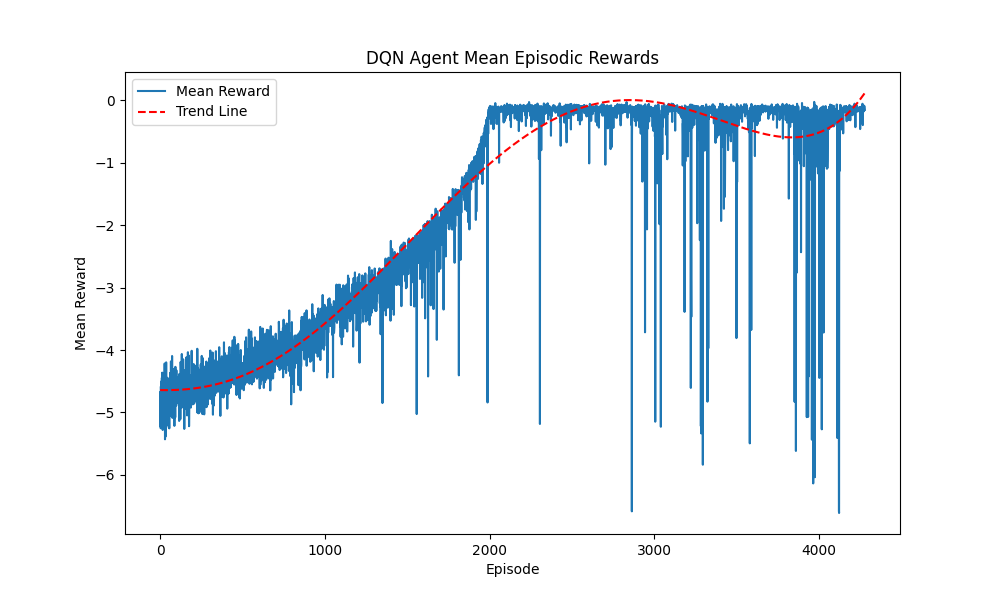 DQN Agent Mean Episodic Rewards
Mean Reward
Trend Line
0
−1
−2
−3
−4
−5
−6
Mean Reward
0 1000 2000 3000 4000
Episode